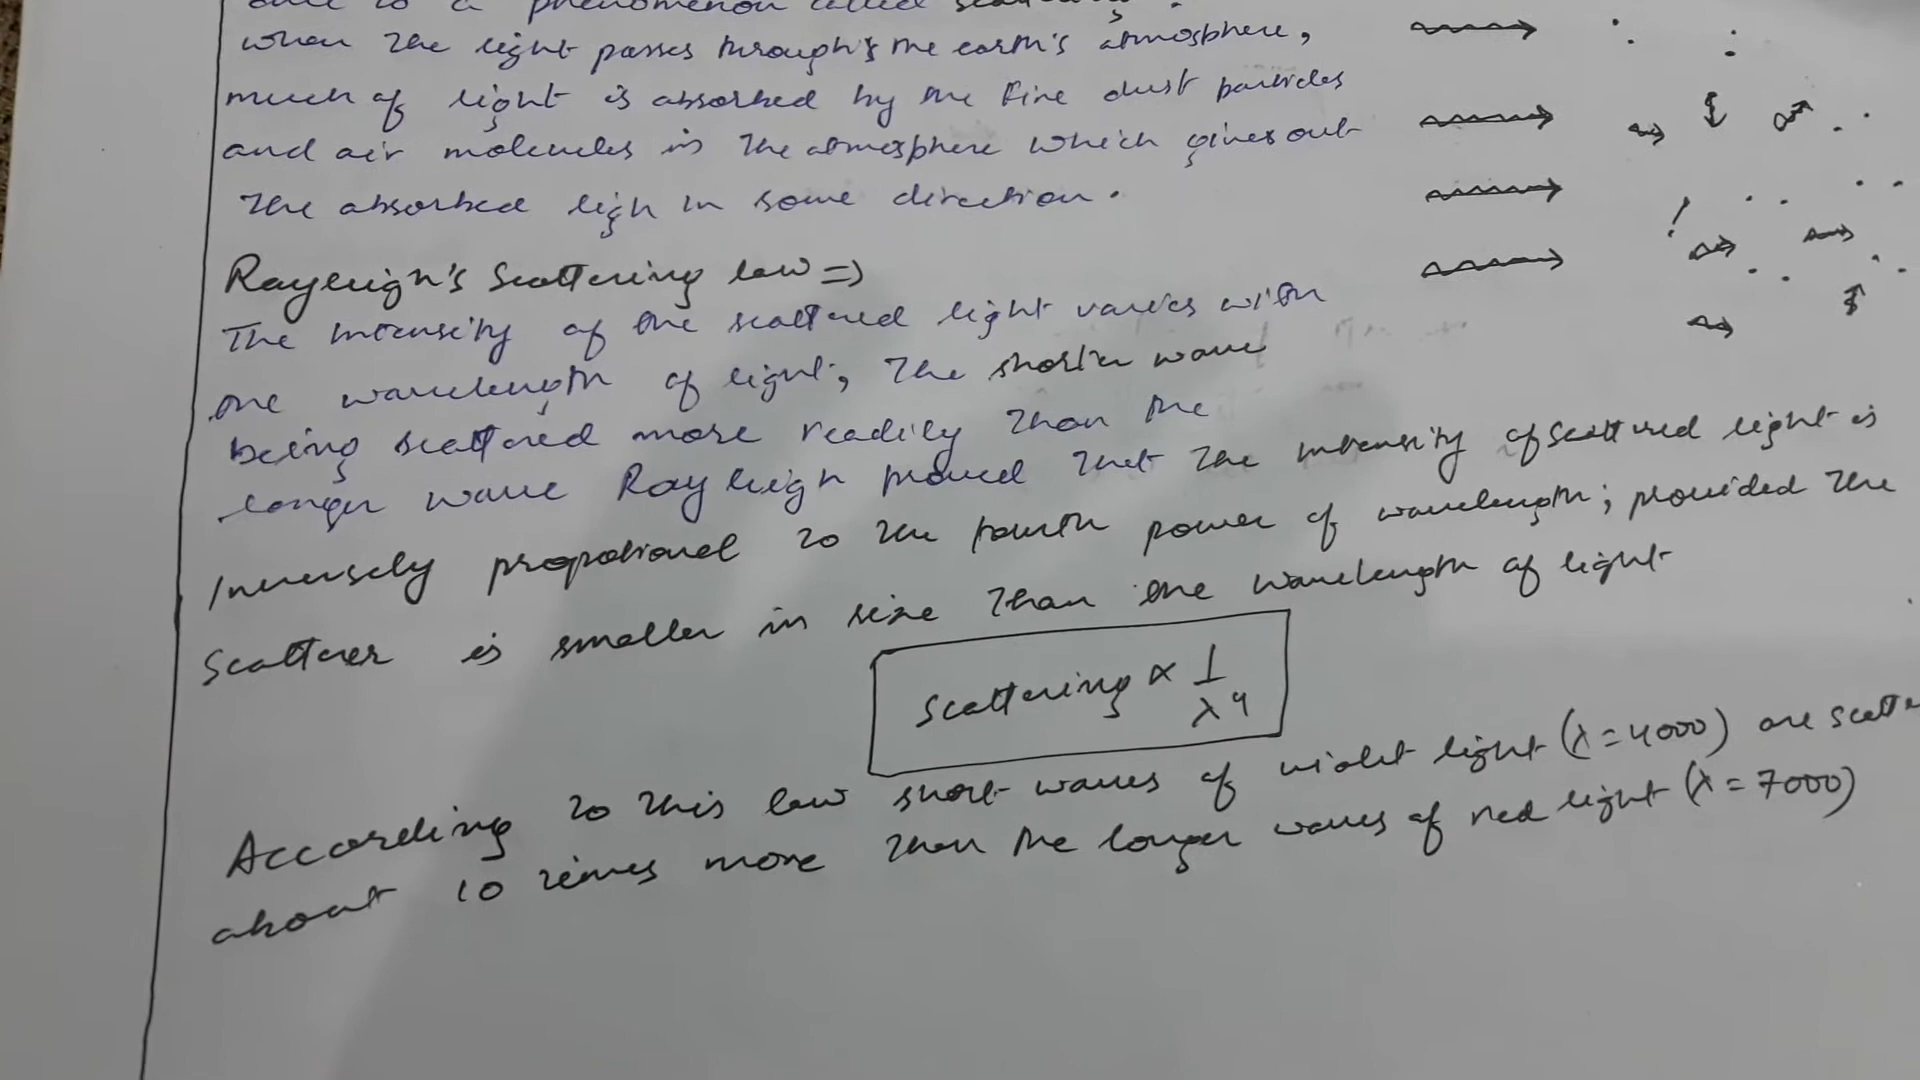 due to a phenomenon called
when the light passes through the earth's atmosphere,
much of light is absorbed by the fine dust particles
and air molecules in the atmosphere which gives out
the absorbed ligh in some direction.
Rayleigh's Scattering law =>
The intensity of the scattered light varies with
the wavelength of light, The shorter wave
being scattered more readily than the
longer wave Rayleigh proved that the intensity of scattered light is
Inversely propotional to the fourth power of wavelength; provided the
Scatterer is smaller in size than the wavelength of light
Scattering ∝ 1/λ⁴
According to this law short waves of violet light (λ=4000) are scatte
about 10 times more than the longer waves of red light (λ=7000)